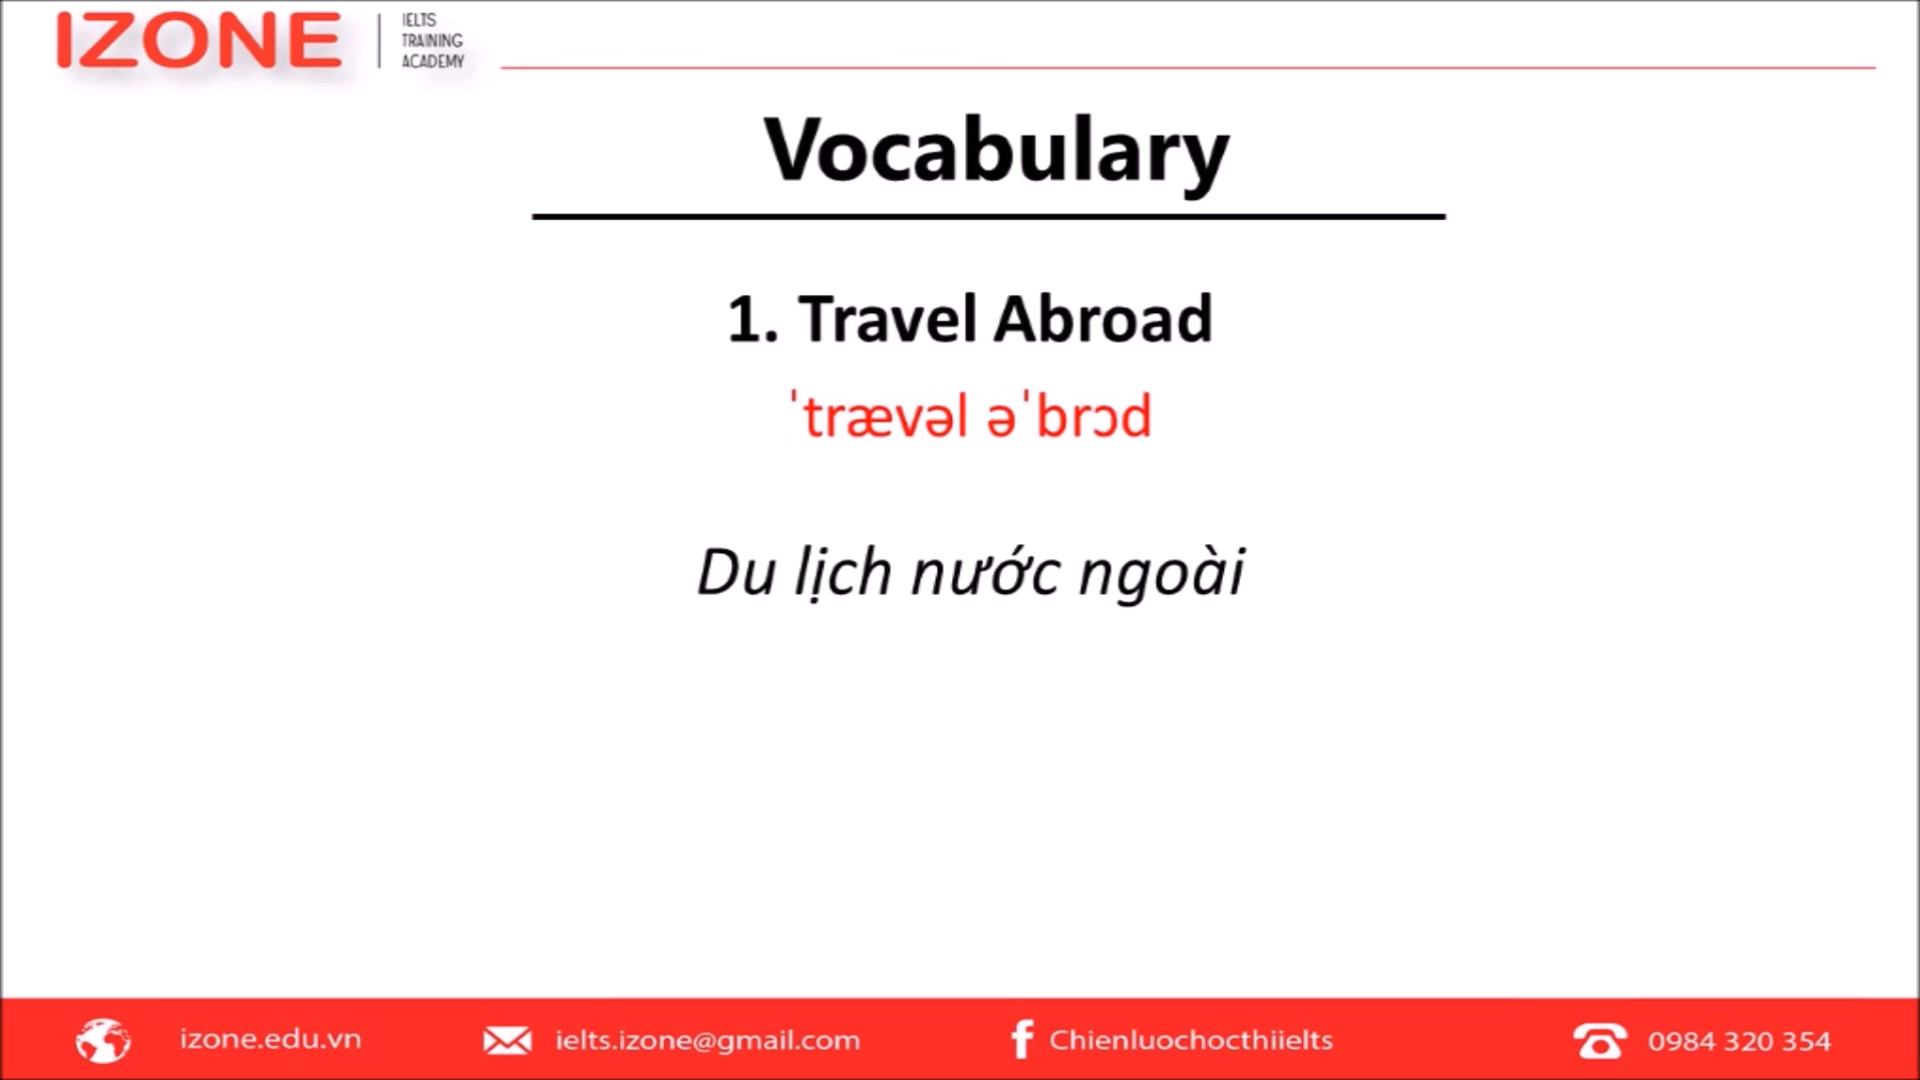 IZONE
IELTS
TRAINING
ACADEMY
Vocabulary
1. Travel Abroad
ˈtrævəl əˈbrɔd
Du lịch nước ngoài
izone.edu.vn
ielts.izone@gmail.com
Chienluochocthiielts
0984 320 354